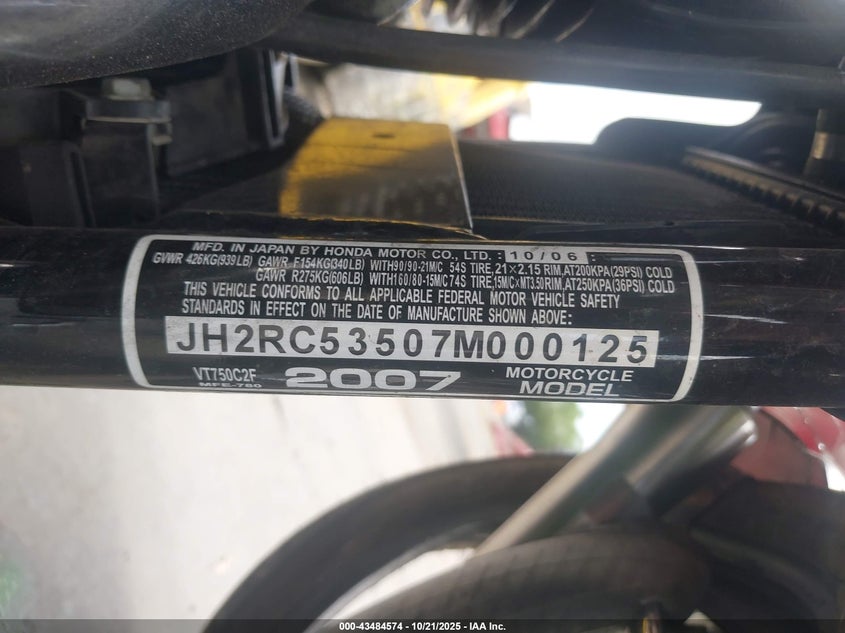 MFD. IN JAPAN BY HONDA MOTOR CO., LTD. : 10/06 :
GVWR 426KG(939LB) GAWR F154KG(340LB) WITH90/90-21M/C 54S TIRE,21×2.15 RIM,AT200KPA(29PSI) COLD
GAWR R275KG(606LB) WITH160/80-15M/C74S TIRE,15M/C×MT3.50RIM,AT250KPA(36PSI) COLD
THIS VEHICLE CONFORMS TO ALL APPLICABLE FEDERAL MOTOR VEHICLE SAFETY
STANDARDS IN EFFECT ON THE DATE OF MANUFACTURE SHOWN ABOVE:
JH2RC53507M000125
VT750C2F 2007 MOTORCYCLE
MFE-780 MODEL
000-43484574 - 10/21/2025 - IAA Inc.